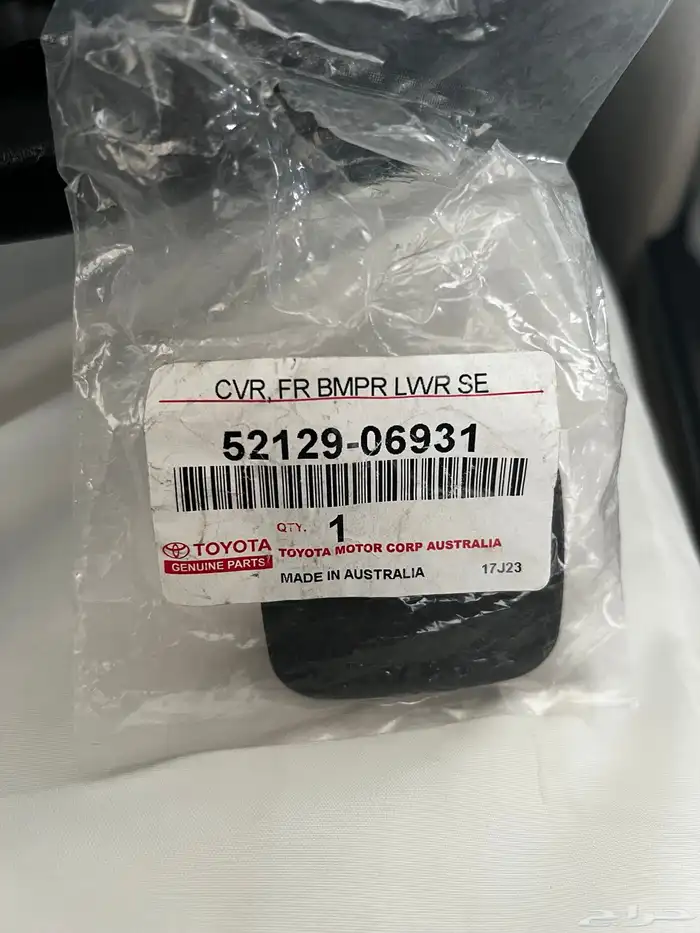 CVR, FR BMPR LWR SE
52129-06931
QTY. 1
TOYOTA
GENUINE PARTS
TOYOTA MOTOR CORP AUSTRALIA
MADE IN AUSTRALIA
17J23
حراج